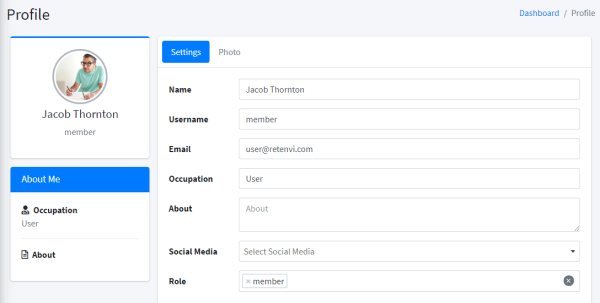 Profile
Dashboard / Profile
Jacob Thornton
member
About Me
Occupation
User
About
Settings Photo
Name Jacob Thornton
Username member
Email user@retenvi.com
Occupation User
About About
Social Media Select Social Media
Role × member